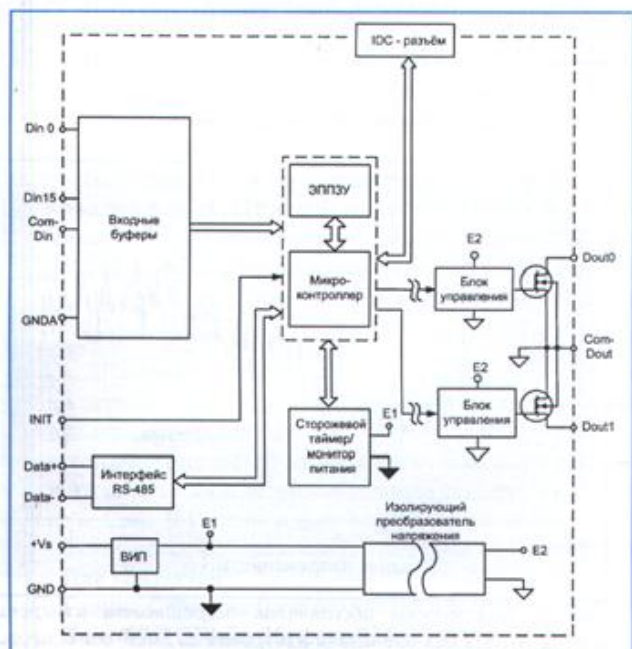 IDC - разъём
Din 0
Din15
Com-
Din
GNDA
INIT
Data+
Data-
+Vs
GND
Входные
буферы
ЭППЗУ
Микро-
контроллер
E2
Блок
управления
Dout0
Com-
Dout
E2
Блок
управления
Dout1
Сторожевой
таймер/
монитор
питания
E1
Интерфейс
RS-485
E1
ВИП
Изолирующий
преобразователь
напряжения
E2